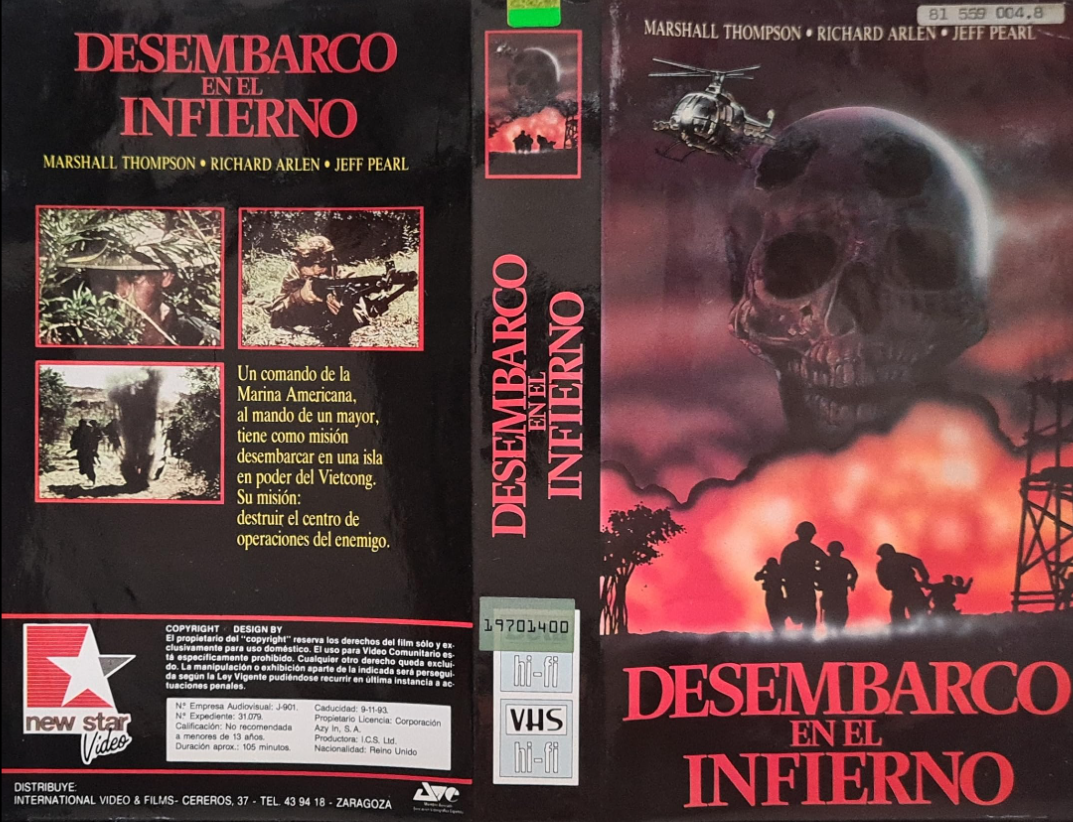 DESEMBARCO
EN EL
INFIERNO
MARSHALL THOMPSON • RICHARD ARLEN • JEFF PEARL
Un comando de la
Marina Americana,
al mando de un mayor,
tiene como misión
desembarcar en una isla
en poder del Vietcong.
Su misión:
destruir el centro de
operaciones del enemigo.
new star
Video
COPYRIGHT DESIGN BY
El propietario del "copyright" reserva los derechos del film sólo y ex-
clusivamente para uso doméstico. El uso para Video Comunitario es-
tá específicamente prohibido. Cualquier otro derecho queda exclui-
do. La manipulación o exhibición aparte de la indicada será persegui-
da según la Ley Vigente pudiéndose recurrir en última instancia a ac-
tuaciones penales.
N.º Empresa Audiovisual: J-901.
N.º Expediente: 31.079.
Calificación: No recomendada
a menores de 13 años.
Duración aprox.: 105 minutos.
Caducidad: 9-11-93.
Propietario Licencia: Corporación
Azy In, S.A.
Productora: I.C.S. Ltd.
Nacionalidad: Reino Unido
DISTRIBUYE:
INTERNATIONAL VIDEO & FILMS- CEREROS, 37 - TEL. 43 94 18 - ZARAGOZA
DESEMBARCO
EN EL
INFIERNO
19701400
hi-fi
VHS
hi-fi
81 559 004.8
MARSHALL THOMPSON • RICHARD ARLEN • JEFF PEARL
DESEMBARCO
EN EL
INFIERNO